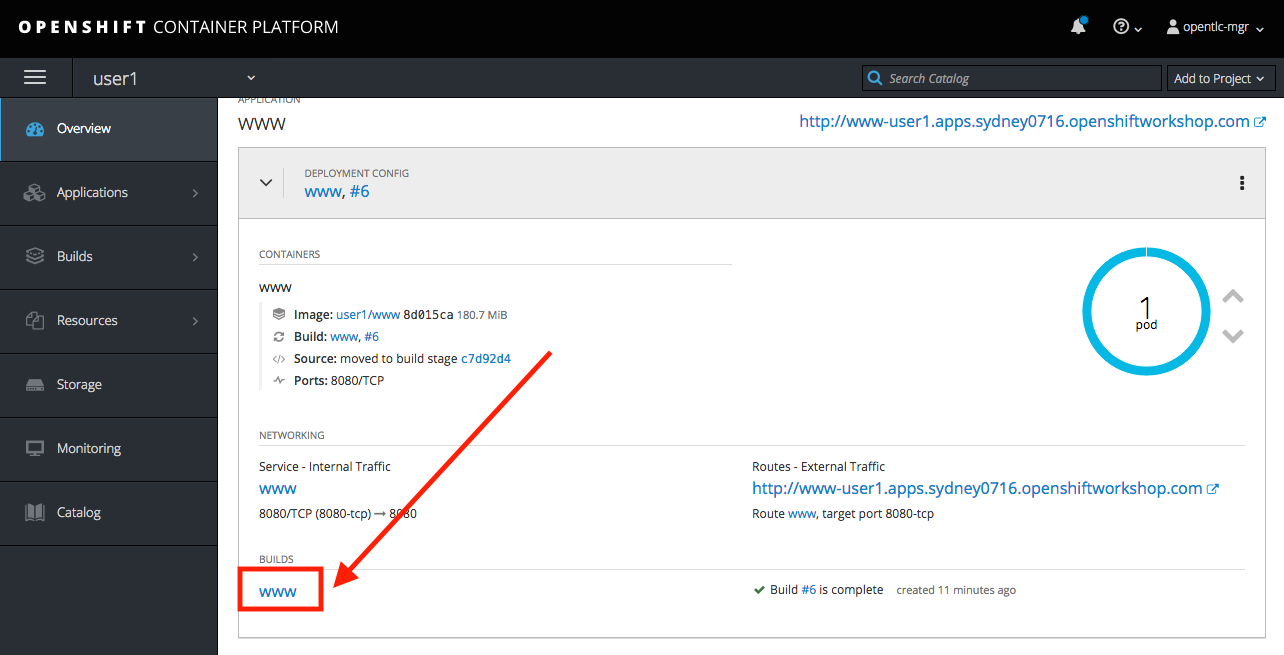 OPENSHIFT CONTAINER PLATFORM
opentlc-mgr
user1
Search Catalog
Add to Project
Overview
Applications
Builds
Resources
Storage
Monitoring
Catalog
APPLICATION
www
http://www-user1.apps.sydney0716.openshiftworkshop.com
DEPLOYMENT CONFIG
www, #6
CONTAINERS
www
Image: user1/www 8d015ca 180.7 MiB
Build: www, #6
Source: moved to build stage c7d92d4
Ports: 8080/TCP
1
pod
NETWORKING
Service - Internal Traffic
www
8080/TCP (8080-tcp) → 8080
Routes - External Traffic
http://www-user1.apps.sydney0716.openshiftworkshop.com
Route www, target port 8080-tcp
BUILDS
www
Build #6 is complete created 11 minutes ago